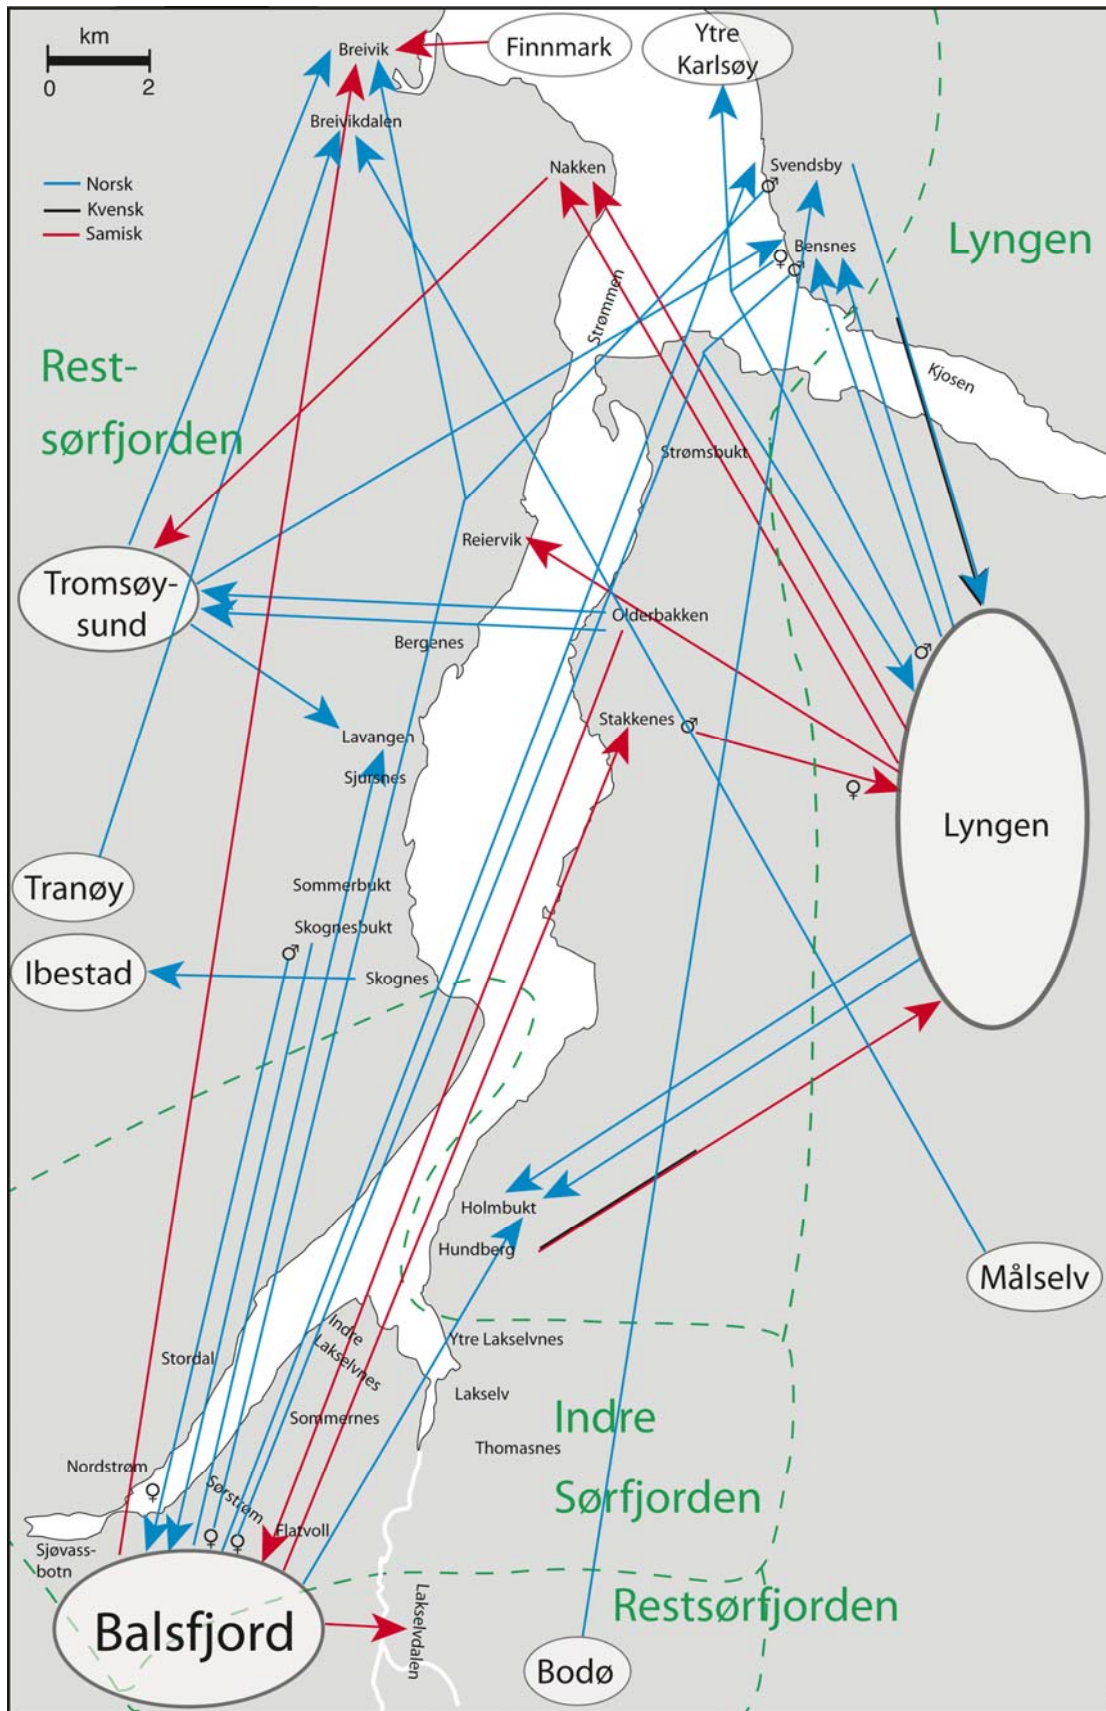 km
0 2
Breivik
Finnmark
Ytre
Karlsøy
Breivikdalen
Nakken
Svendsby
Norsk
Kvensk
Samisk
Bensnes
Lyngen
Strømmen
Rest-
sørfjorden
Kjosen
Strømsbukt
Reiervik
Tromsøy-
sund
Olderbakken
Bergenes
Stakkenes
Lavangen
Sjursnes
Lyngen
Tranøy
Sommerbukt
Skognesbukt
Ibestad
Skognes
Holmbukt
Hundberg
Målselv
Indre
Lakselvnes
Ytre Lakselvnes
Stordal
Lakselv
Sommernes
Indre
Sørfjorden
Thomasnes
Nordstrøm
Sørstrøm
Flatvoll
Sjøvass-
botn
Restsørfjorden
Lakselvdalen
Balsfjord
Bodø